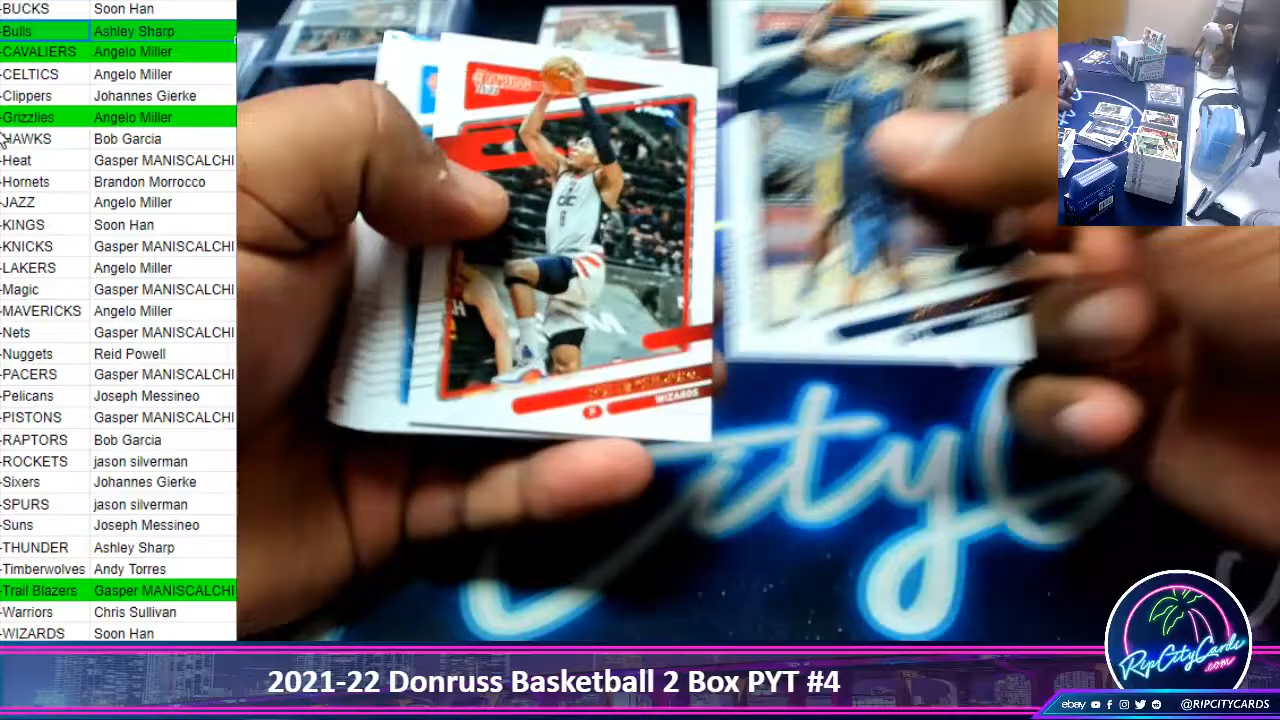 -BUCKS Soon Han
-Bulls Ashley Sharp
-CAVALIERS Angelo Miller
-CELTICS Angelo Miller
-Clippers Johannes Gierke
-Grizzlies Angelo Miller
-HAWKS Bob Garcia
-Heat Gasper MANISCALCHI
-Hornets Brandon Morrocco
-JAZZ Angelo Miller
-KINGS Soon Han
-KNICKS Gasper MANISCALCHI
-LAKERS Angelo Miller
-Magic Gasper MANISCALCHI
-MAVERICKS Angelo Miller
-Nets Gasper MANISCALCHI
-Nuggets Reid Powell
-PACERS Gasper MANISCALCHI
-Pelicans Joseph Messineo
-PISTONS Gasper MANISCALCHI
-RAPTORS Bob Garcia
-ROCKETS jason silverman
-Sixers Johannes Gierke
-SPURS jason silverman
-Suns Joseph Messineo
-THUNDER Ashley Sharp
-Timberwolves Andy Torres
-Trail Blazers Gasper MANISCALCHI
-Warriors Chris Sullivan
-WIZARDS Soon Han
WIZARDS
City
RipCityCards
.com
2021-22 Donruss Basketball 2 Box PYT #4
ebay @RIPCITYCARDS